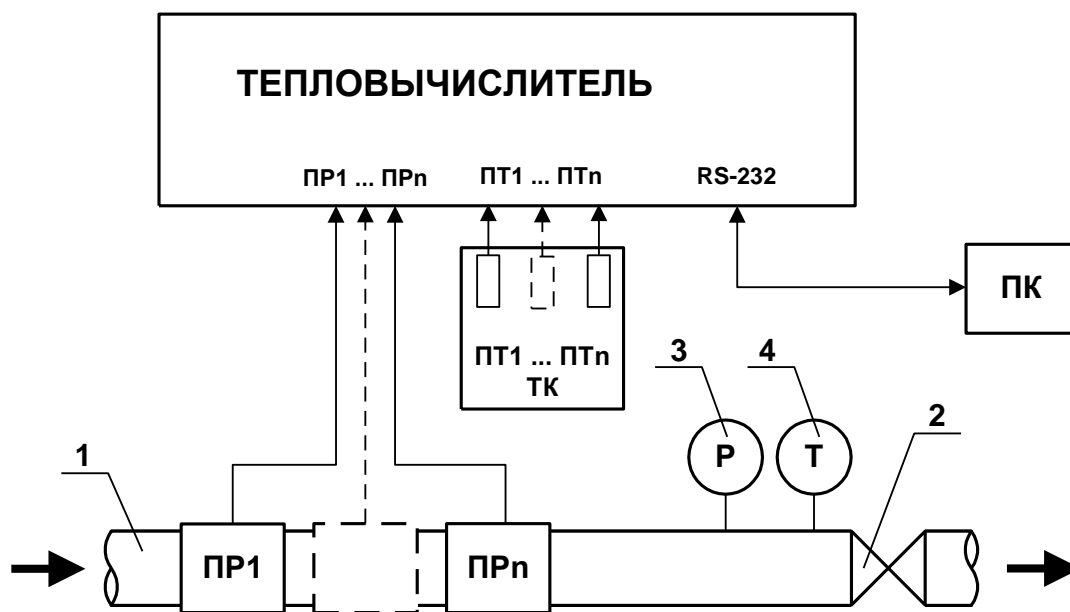 ТЕПЛОВЫЧИСЛИТЕЛЬ
ПР1 ... ПРn ПТ1 ... ПТn RS-232
ПК
ПТ1 ... ПТn
ТК
3 4 2
1
P T
ПР1 ПРn